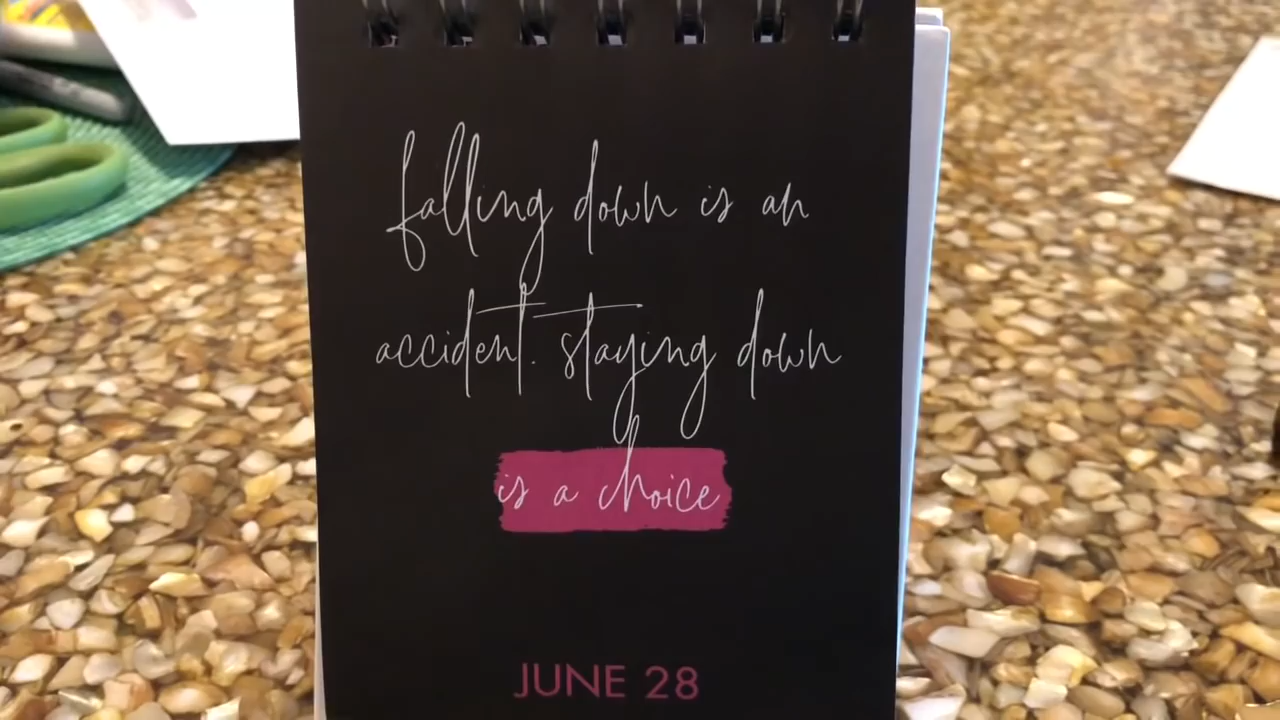 falling down is an
accident. staying down
is a choice
JUNE 28